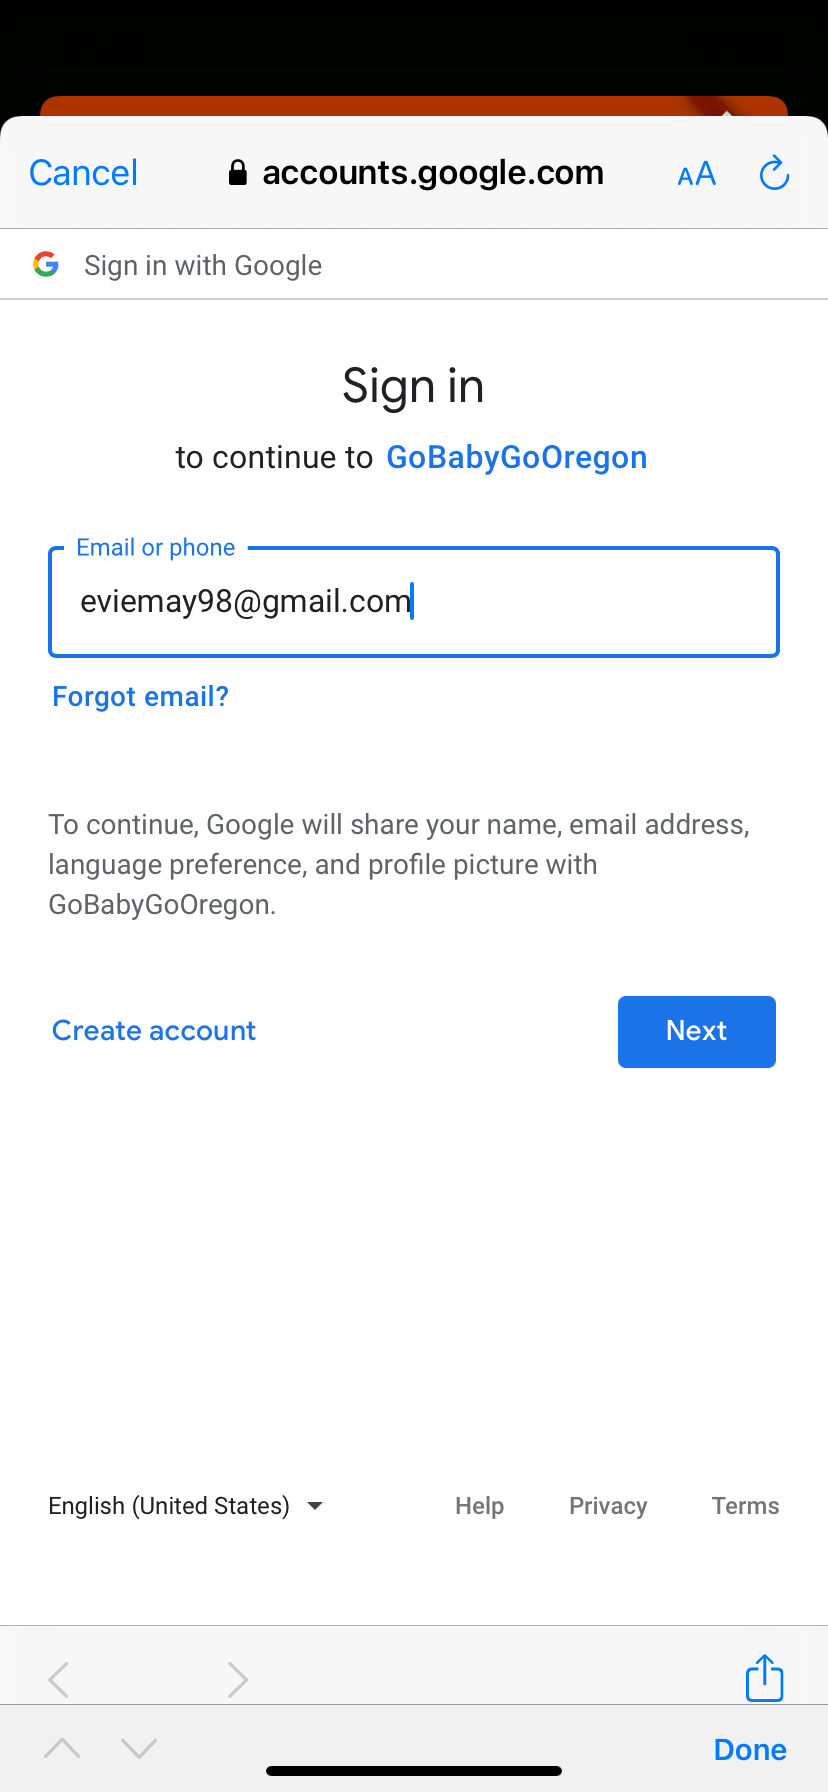 Cancel
accounts.google.com
AA
Sign in with Google
Sign in
to continue to GoBabyGoOregon
Email or phone
eviemay98@gmail.com
Forgot email?
To continue, Google will share your name, email address,
language preference, and profile picture with
GoBabyGoOregon.
Create account
Next
English (United States)
Help
Privacy
Terms
Done